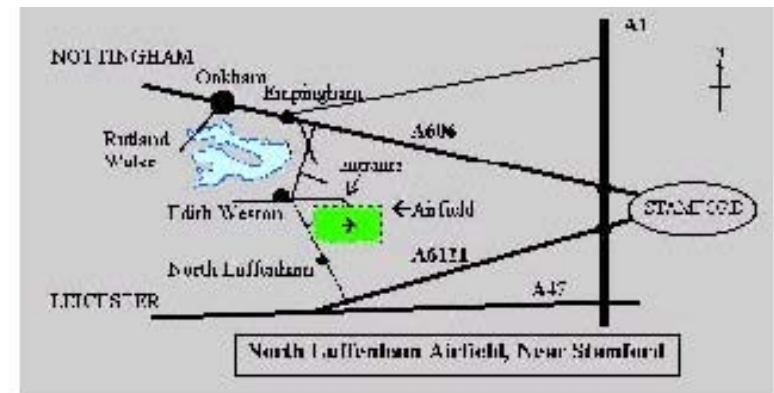 A1
NOTTINGHAM
N
Oakham
Empingham
A606
Rutland
Water
Entrance
Edith Weston
←Airfield
STAMFORD
A6121
North Luffenham
LEICESTER
A47
North Luffenham Airfield, Near Stamford